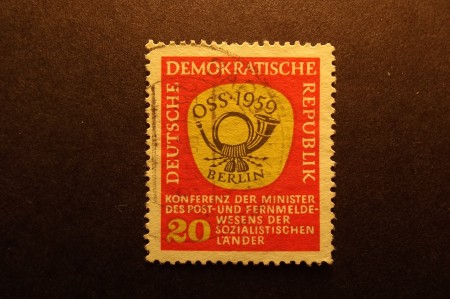 DEUTSCHE
DEMOKRATISCHE
REPUBLIK
OSS·1959
BERLIN
KONFERENZ DER MINISTER
DES POST- UND FERNMELDE-
WESENS DER
SOZIALISTISCHEN
LÄNDER
20